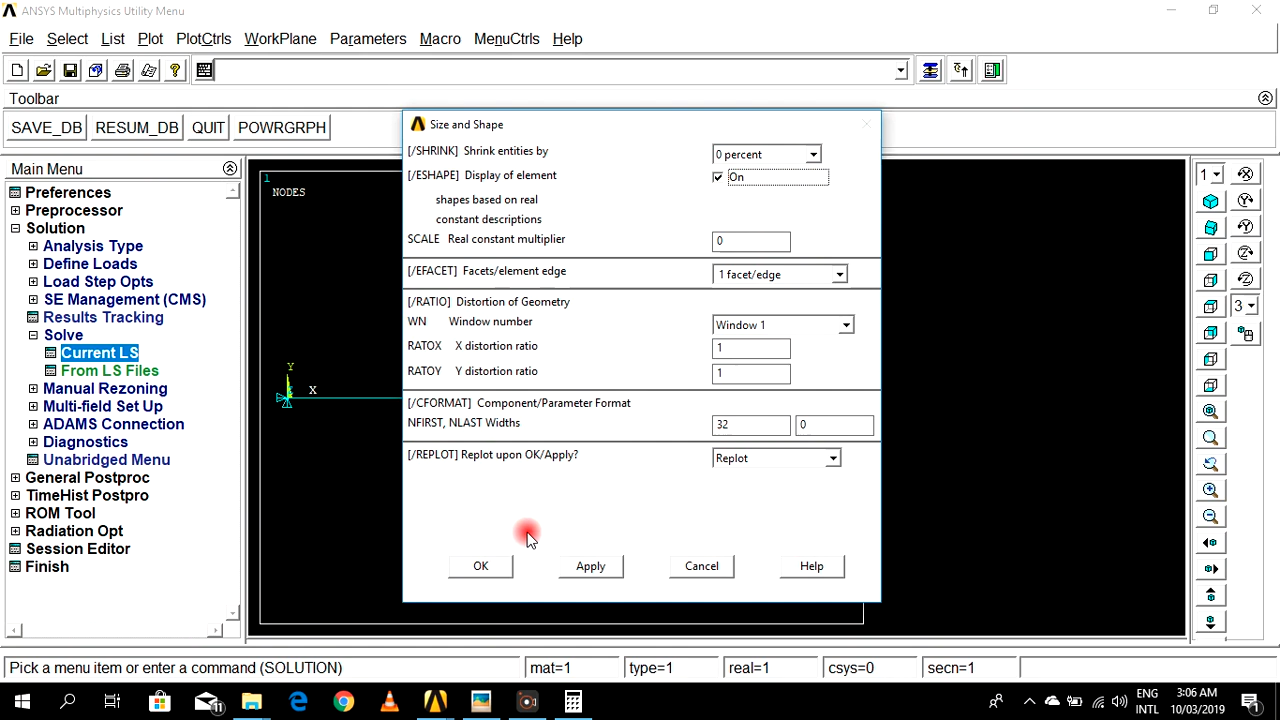 ANSYS Multiphysics Utility Menu
File Select List Plot PlotCtrls WorkPlane Parameters Macro MenuCtrls Help
Toolbar
SAVE_DB RESUM_DB QUIT POWRGRPH
Main Menu
Preferences
Preprocessor
Solution
Analysis Type
Define Loads
Load Step Opts
SE Management (CMS)
Results Tracking
Solve
Current LS
From LS Files
Manual Rezoning
Multi-field Set Up
ADAMS Connection
Diagnostics
Unabridged Menu
General Postproc
TimeHist Postpro
ROM Tool
Radiation Opt
Session Editor
Finish
1
NODES
Y
X
Size and Shape
[/SHRINK] Shrink entities by 0 percent
[/ESHAPE] Display of element On
shapes based on real
constant descriptions
SCALE Real constant multiplier 0
[/EFACET] Facets/element edge 1 facet/edge
[/RATIO] Distortion of Geometry
WN Window number Window 1
RATOX X distortion ratio 1
RATOY Y distortion ratio 1
[/CFORMAT] Component/Parameter Format
NFIRST, NLAST Widths 32 0
[/REPLOT] Replot upon OK/Apply? Replot
OK Apply Cancel Help
1
3
Pick a menu item or enter a command (SOLUTION) mat=1 type=1 real=1 csys=0 secn=1
11
ENG 3:06 AM
INTL 10/03/2019
1